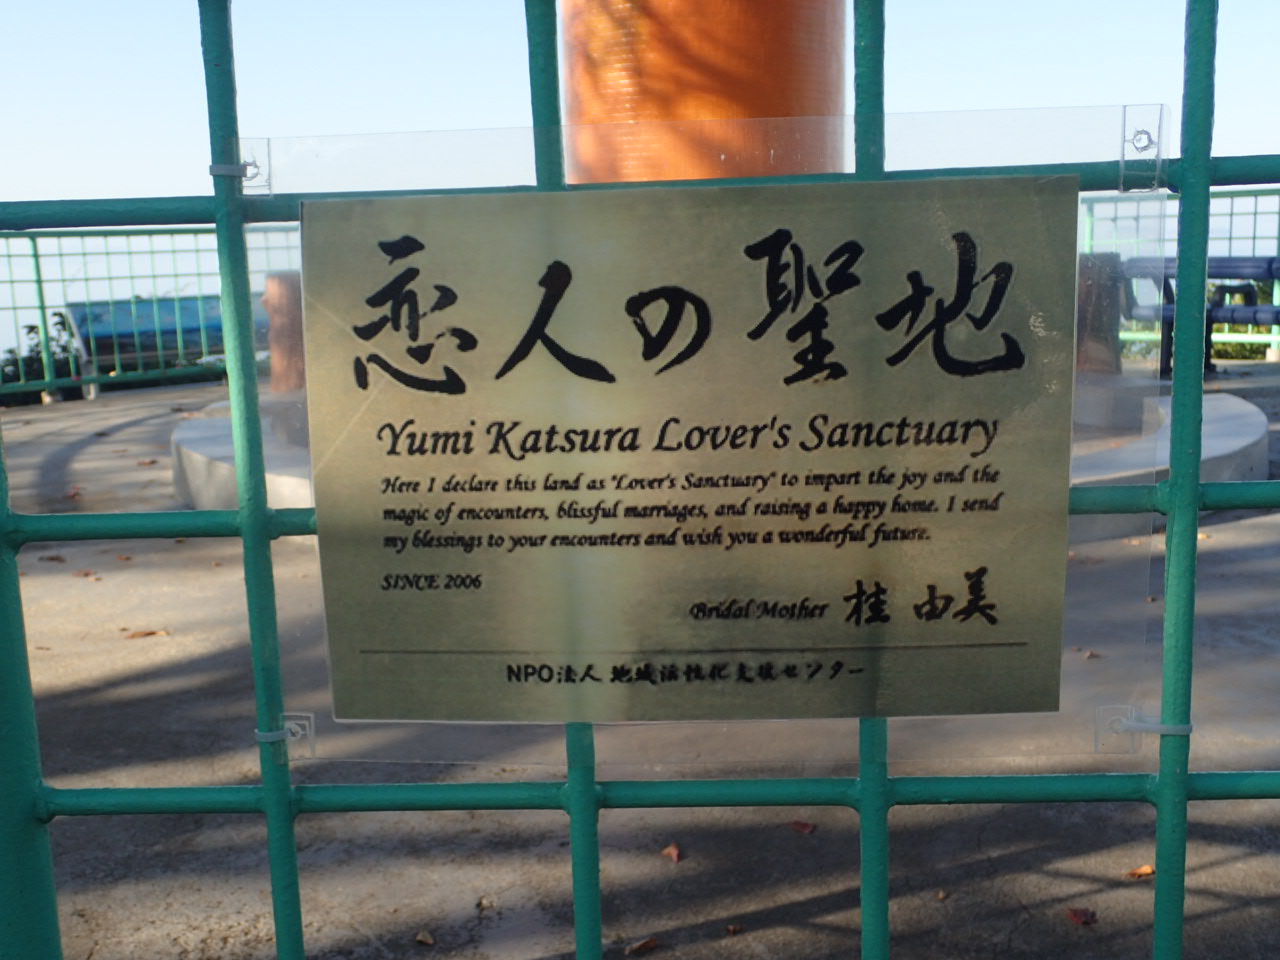 恋人の聖地
Yumi Katsura Lover's Sanctuary
Here I declare this land as "Lover's Sanctuary" to impart the joy and the
magic of encounters, blissful marriages, and raising a happy home. I send
my blessings to your encounters and wish you a wonderful future.
SINCE 2006
Bridal Mother 桂 由美
NPO法人 地域活性化支援センター